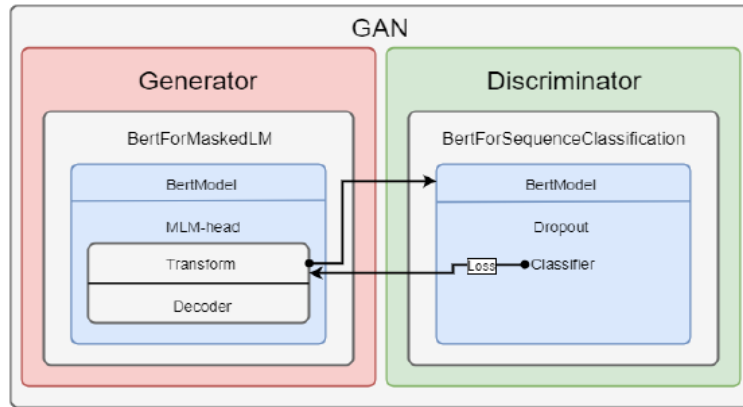 GAN
Generator
Discriminator
BertForMaskedLM
BertForSequenceClassification
BertModel
BertModel
MLM-head
Dropout
Transform
Loss
Classifier
Decoder